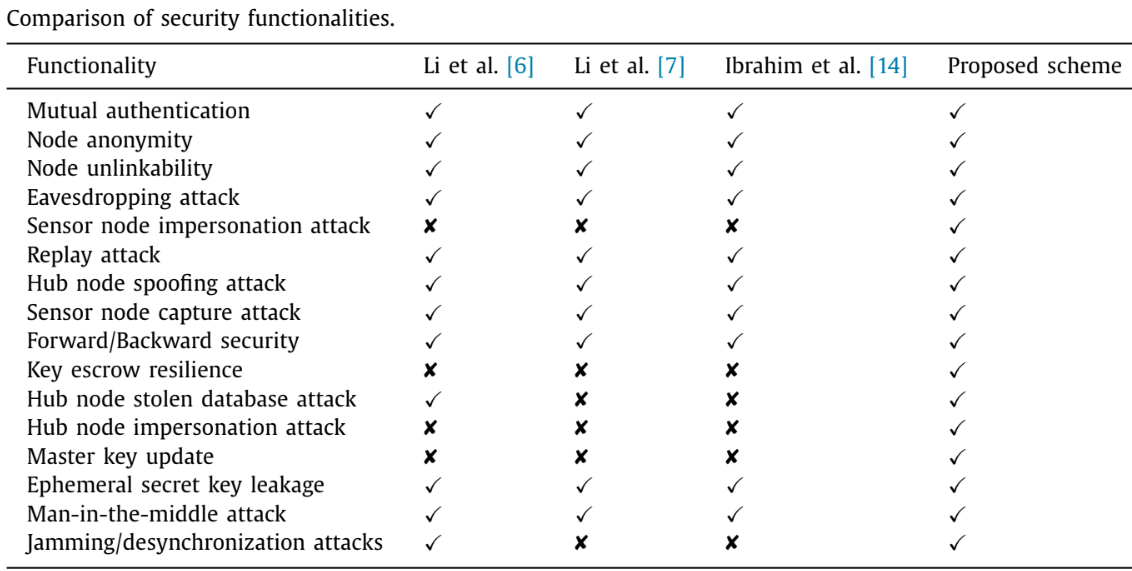 Comparison of security functionalities.
Functionality Li et al. [6] Li et al. [7] Ibrahim et al. [14] Proposed scheme
Mutual authentication ✓ ✓ ✓ ✓
Node anonymity ✓ ✓ ✓ ✓
Node unlinkability ✓ ✓ ✓ ✓
Eavesdropping attack ✓ ✓ ✓ ✓
Sensor node impersonation attack ✘ ✘ ✘ ✓
Replay attack ✓ ✓ ✓ ✓
Hub node spoofing attack ✓ ✓ ✓ ✓
Sensor node capture attack ✓ ✓ ✓ ✓
Forward/Backward security ✓ ✓ ✓ ✓
Key escrow resilience ✘ ✘ ✘ ✓
Hub node stolen database attack ✓ ✘ ✘ ✓
Hub node impersonation attack ✘ ✘ ✘ ✓
Master key update ✘ ✘ ✘ ✓
Ephemeral secret key leakage ✓ ✓ ✓ ✓
Man-in-the-middle attack ✓ ✓ ✓ ✓
Jamming/desynchronization attacks ✓ ✘ ✘ ✓